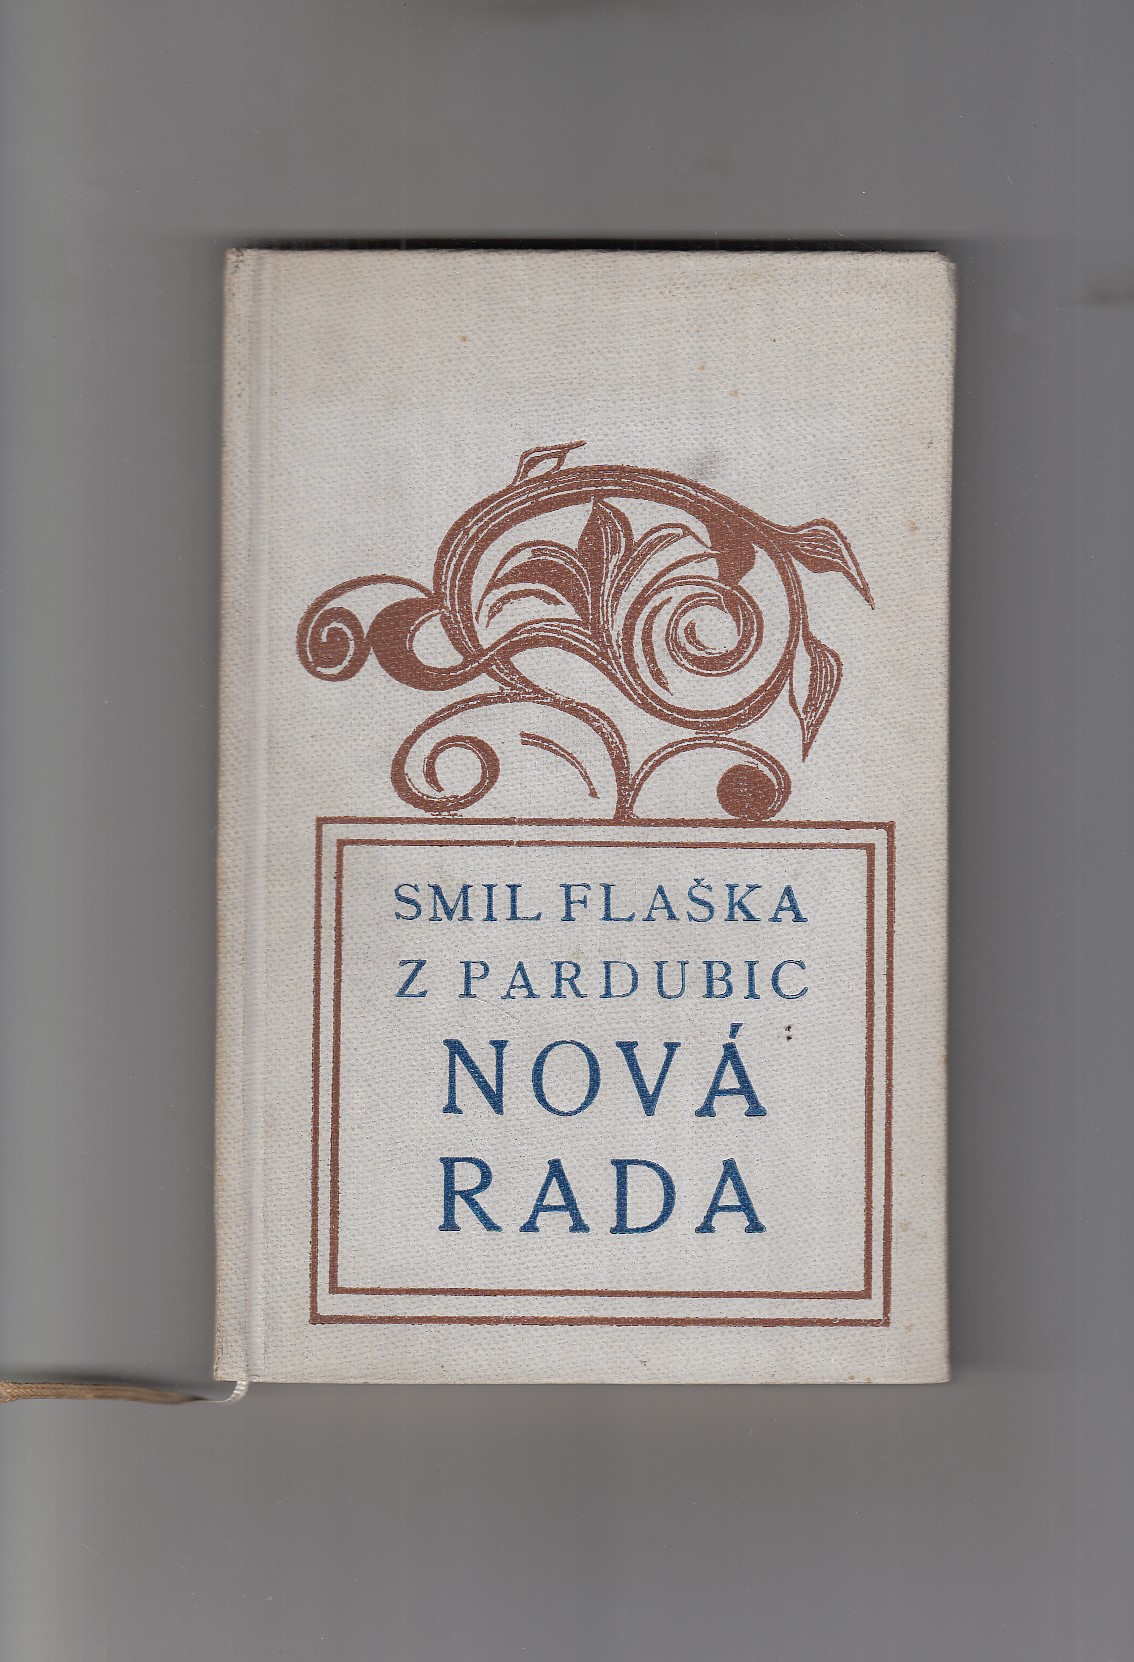 SMIL FLAŠKA
Z PARDUBIC
NOVÁ
RADA